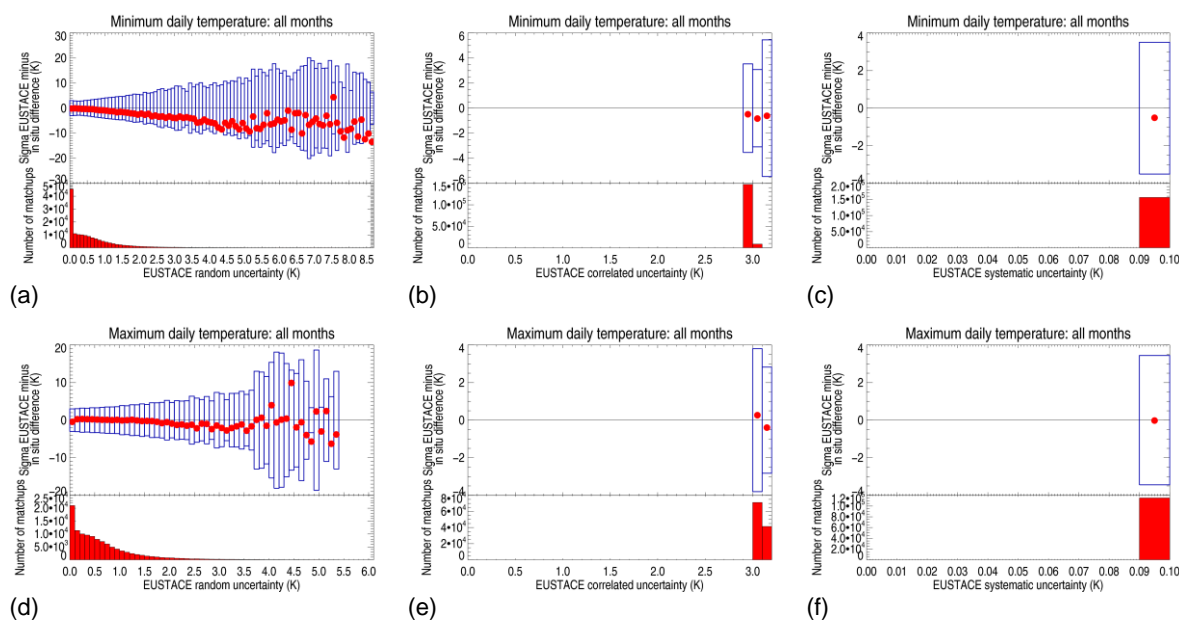 Minimum daily temperature: all months
Sigma EUSTACE minus
in situ difference (K)
30
20
10
0
−10
−20
−30
Number of matchups
5•10⁴
4•10⁴
3•10⁴
2•10⁴
1•10⁴
0
0.0 0.5 1.0 1.5 2.0 2.5 3.0 3.5 4.0 4.5 5.0 5.5 6.0 6.5 7.0 7.5 8.0 8.5
EUSTACE random uncertainty (K)
(a)
Minimum daily temperature: all months
Sigma EUSTACE minus
in situ difference (K)
6
4
2
0
−2
−4
−6
Number of matchups
1.5•10⁵
1.0•10⁵
5.0•10⁴
0
0.0 0.5 1.0 1.5 2.0 2.5 3.0
EUSTACE correlated uncertainty (K)
(b)
Minimum daily temperature: all months
Sigma EUSTACE minus
in situ difference (K)
4
2
0
−2
−4
Number of matchups
2.0•10⁵
1.5•10⁵
1.0•10⁵
5.0•10⁴
0
0.00 0.01 0.02 0.03 0.04 0.05 0.06 0.07 0.08 0.09 0.10
EUSTACE systematic uncertainty (K)
(c)
Maximum daily temperature: all months
Sigma EUSTACE minus
in situ difference (K)
20
10
0
−10
−20
Number of matchups
2.5•10⁴
2.0•10⁴
1.5•10⁴
1.0•10⁴
5.0•10³
0
0.0 0.5 1.0 1.5 2.0 2.5 3.0 3.5 4.0 4.5 5.0 5.5 6.0
EUSTACE random uncertainty (K)
(d)
Maximum daily temperature: all months
Sigma EUSTACE minus
in situ difference (K)
4
2
0
−2
−4
Number of matchups
8•10⁴
6•10⁴
4•10⁴
2•10⁴
0
0.0 0.5 1.0 1.5 2.0 2.5 3.0
EUSTACE correlated uncertainty (K)
(e)
Maximum daily temperature: all months
Sigma EUSTACE minus
in situ difference (K)
4
2
0
−2
−4
Number of matchups
1.2•10⁵
1.0•10⁵
8.0•10⁴
6.0•10⁴
4.0•10⁴
2.0•10⁴
0
0.00 0.01 0.02 0.03 0.04 0.05 0.06 0.07 0.08 0.09 0.10
EUSTACE systematic uncertainty (K)
(f)